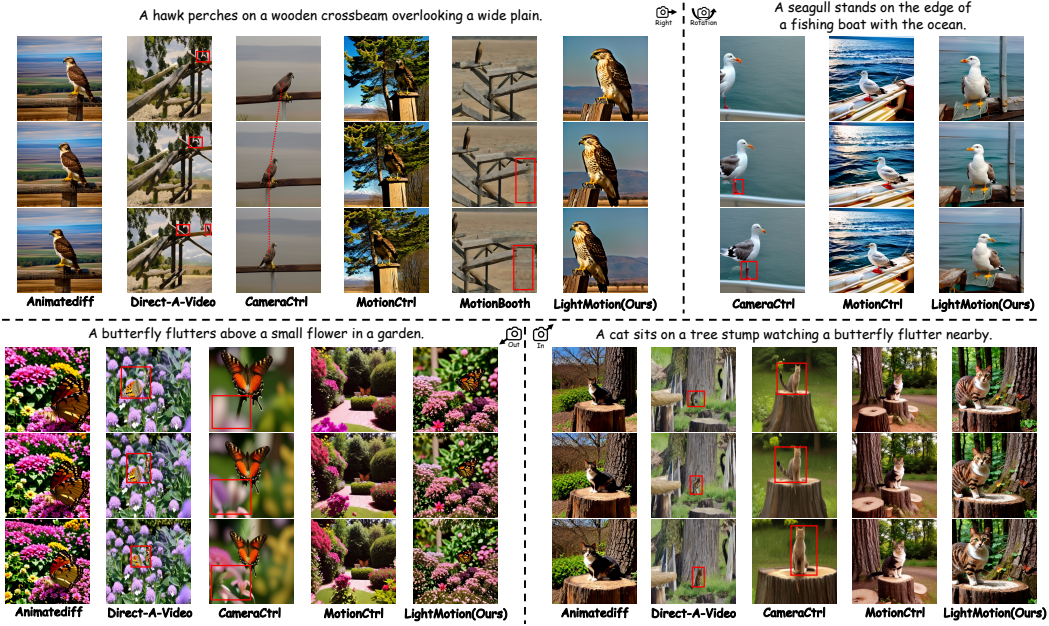 A hawk perches on a wooden crossbeam overlooking a wide plain.
Right
Rotation
A seagull stands on the edge of
a fishing boat with the ocean.
Animatediff
Direct-A-Video
CameraCtrl
MotionCtrl
MotionBooth
LightMotion(Ours)
CameraCtrl
MotionCtrl
LightMotion(Ours)
A butterfly flutters above a small flower in a garden.
Out
In
A cat sits on a tree stump watching a butterfly flutter nearby.
Animatediff
Direct-A-Video
CameraCtrl
MotionCtrl
LightMotion(Ours)
Animatediff
Direct-A-Video
CameraCtrl
MotionCtrl
LightMotion(Ours)